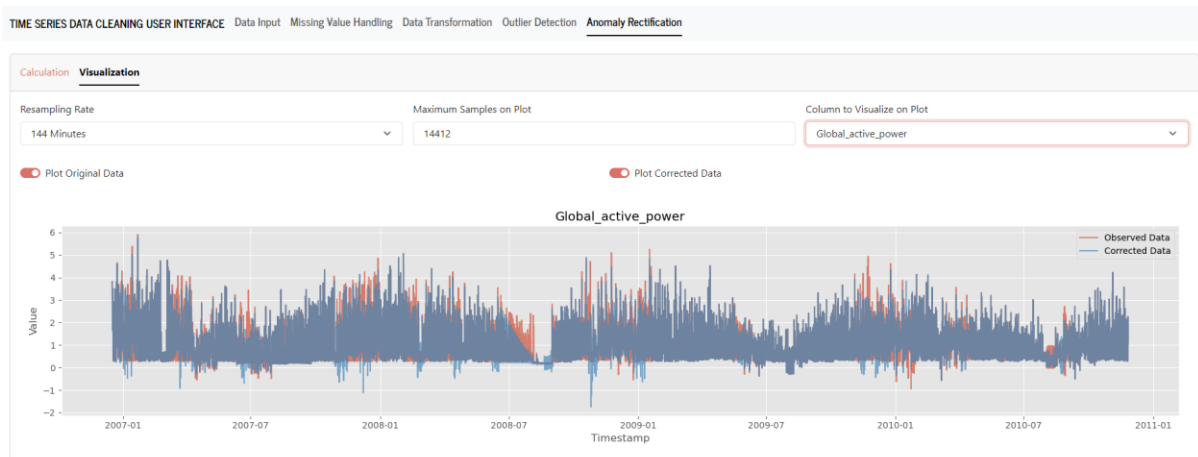 TIME SERIES DATA CLEANING USER INTERFACE Data Input Missing Value Handling Data Transformation Outlier Detection Anomaly Rectification
Calculation Visualization
Resampling Rate Maximum Samples on Plot Column to Visualize on Plot
144 Minutes 14412 Global_active_power
Plot Original Data Plot Corrected Data
Global_active_power
Observed Data
Corrected Data
6
5
4
3
2
1
0
−1
−2
Value
2007-01 2007-07 2008-01 2008-07 2009-01 2009-07 2010-01 2010-07 2011-01
Timestamp